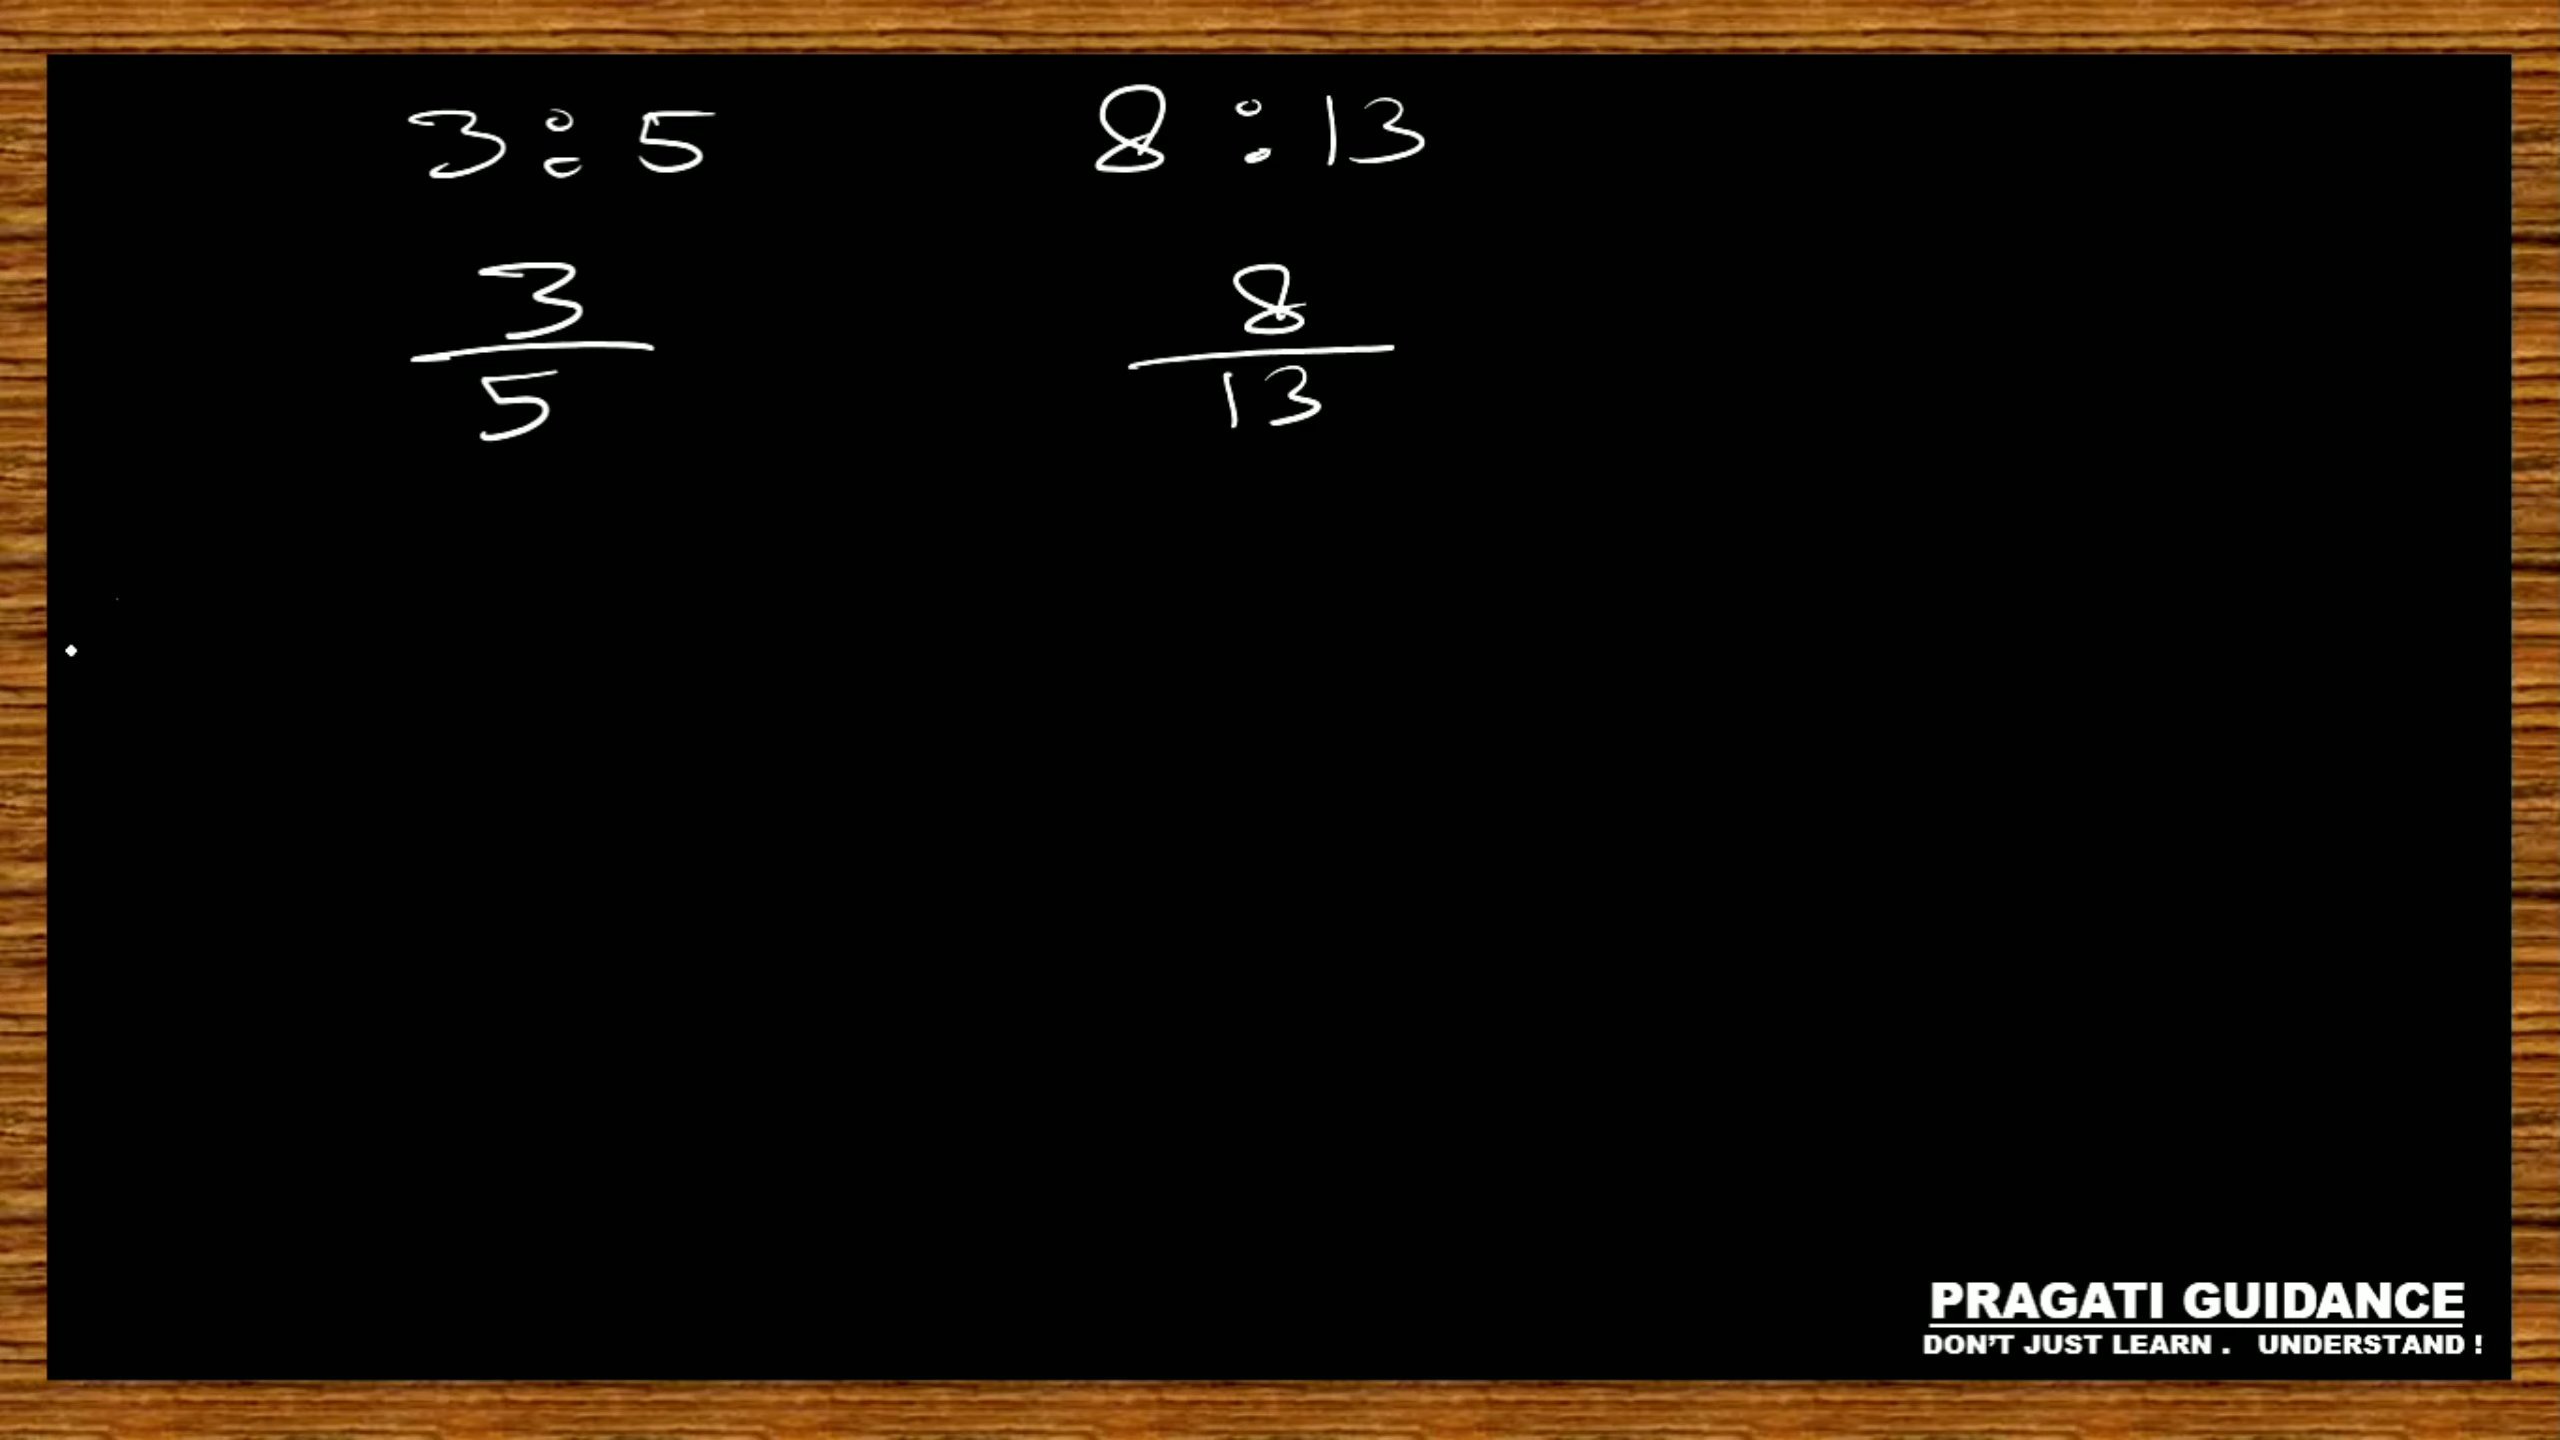 3 : 5 8 : 13
3/5 8/13
PRAGATI GUIDANCE
DON'T JUST LEARN . UNDERSTAND !